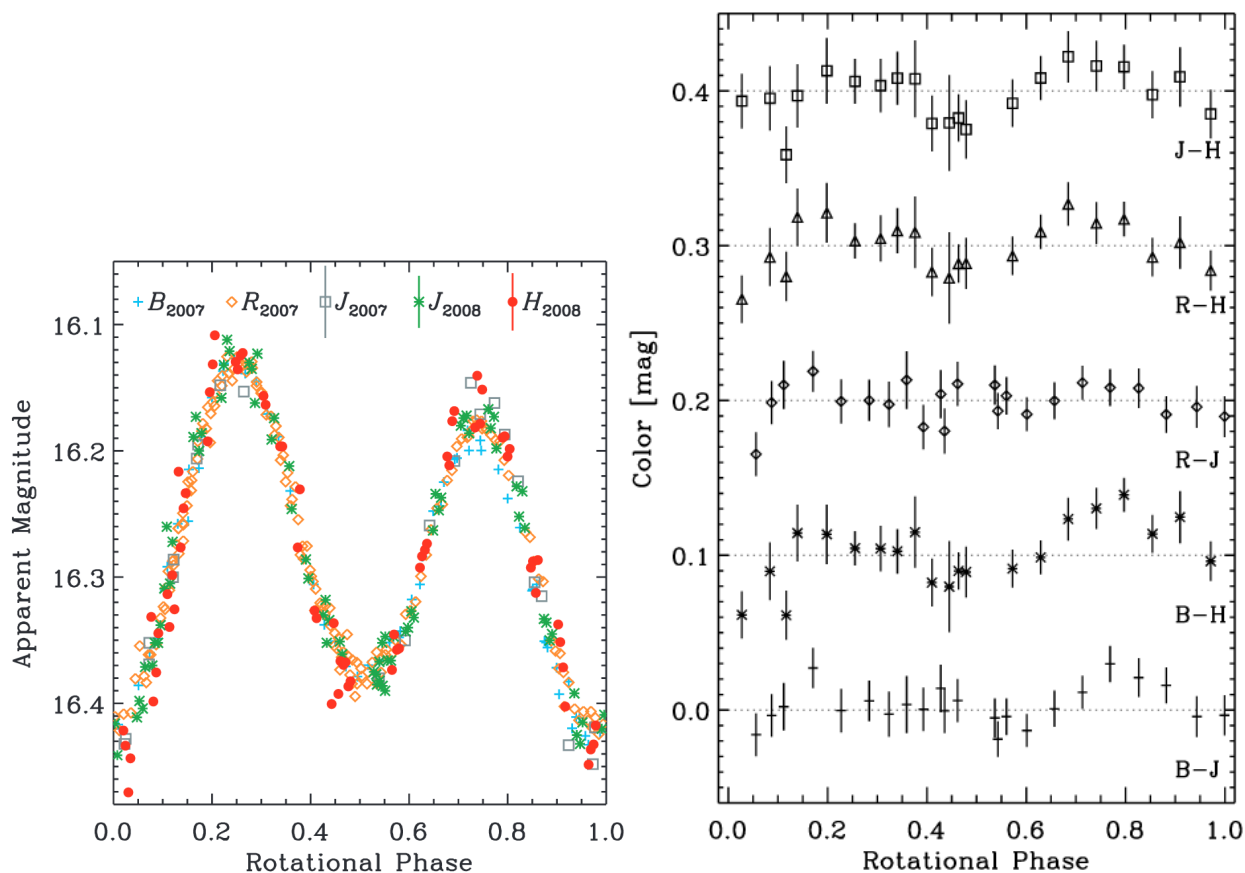 B2007 R2007 J2007 J2008 H2008
16.1
16.2
16.3
16.4
Apparent Magnitude
0.0 0.2 0.4 0.6 0.8 1.0
Rotational Phase
0.4
0.3
0.2
0.1
0.0
Color [mag]
J-H
R-H
R-J
B-H
B-J
0.0 0.2 0.4 0.6 0.8 1.0
Rotational Phase